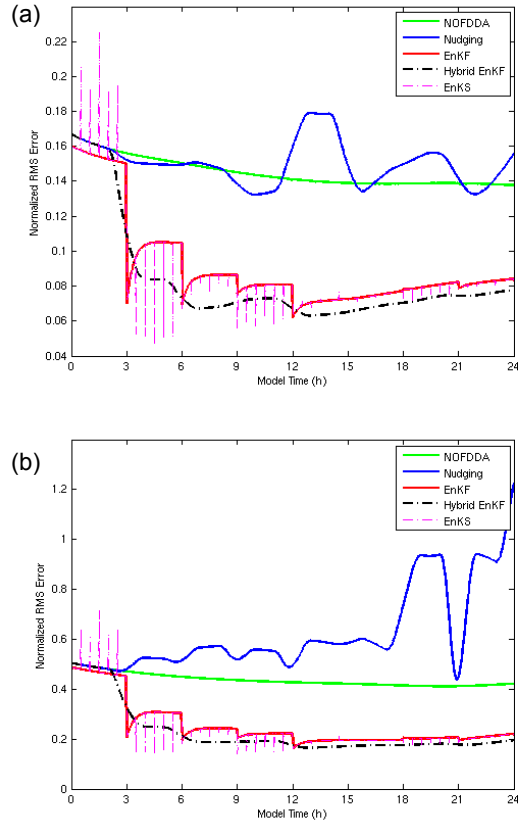 (a)
0.22
0.2
0.18
0.16
0.14
0.12
0.1
0.08
0.06
0.04
Normalized RMS Error
0
3
6
9
12
15
18
21
24
Model Time (h)
NOFDDA
Nudging
EnKF
Hybrid EnKF
EnKS
(b)
1.2
1
0.8
0.6
0.4
0.2
0
Normalized RMS Error
0
3
6
9
12
15
18
21
24
Model Time (h)
NOFDDA
Nudging
EnKF
Hybrid EnKF
EnKS